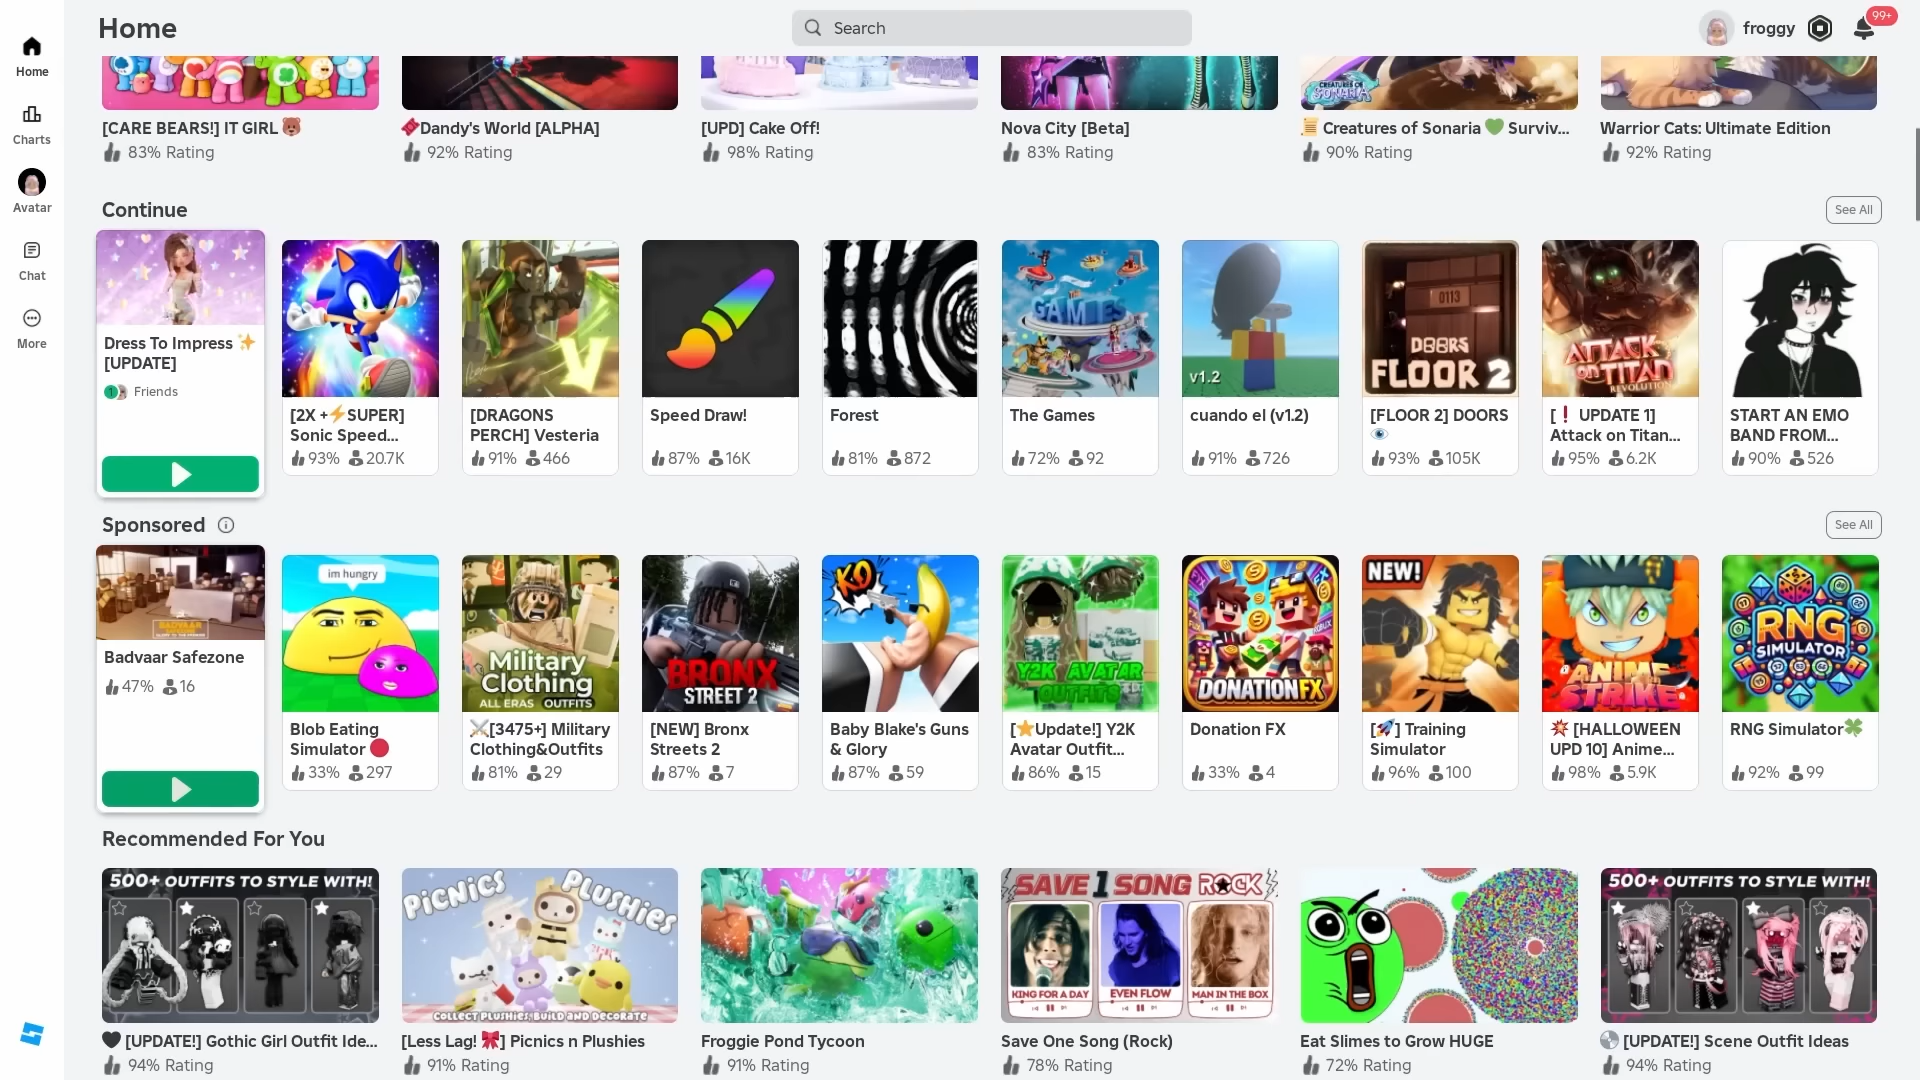 Home
Search
froggy
99+
Home
Charts
Avatar
Chat
More
CREATURES OF
SONARIA
[CARE BEARS!] IT GIRL 🐻
83% Rating
Dandy's World [ALPHA]
92% Rating
[UPD] Cake Off!
98% Rating
Nova City [Beta]
83% Rating
📜 Creatures of Sonaria 💚 Surviv...
90% Rating
Warrior Cats: Ultimate Edition
92% Rating
Continue
See All
Dress To Impress ✨
[UPDATE]
1 Friends
[2X +⚡SUPER]
Sonic Speed...
93% 20.7K
V
[DRAGONS
PERCH] Vesteria
91% 466
Speed Draw!
87% 16K
Forest
81% 872
THE
GAMES
The Games
72% 92
v1.2
cuando el (v1.2)
91% 726
0113
DOORS
FLOOR 2
[FLOOR 2] DOORS
👁️
93% 105K
ATTACK
ON TITAN
REVOLUTION
[❗ UPDATE 1]
Attack on Titan...
95% 6.2K
START AN EMO
BAND FROM...
90% 526
Sponsored
See All
BADVAAR
Badvaar Safezone
47% 16
im hungry
Blob Eating
Simulator 🔴
33% 297
Military
Clothing
ALL ERAS OUTFITS
⚔️[3475+] Military
Clothing&Outfits
81% 29
BRONX
STREET 2
[NEW] Bronx
Streets 2
87% 7
KO
Baby Blake's Guns
& Glory
87% 59
Y2K AVATAR
OUTFITS
[⭐Update!] Y2K
Avatar Outfit...
86% 15
DONATION FX
Donation FX
33% 4
NEW!
[🚀] Training
Simulator
96% 100
ANIME
STRIKE
💥 [HALLOWEEN
UPD 10] Anime...
98% 5.9K
RNG
SIMULATOR
RNG Simulator🍀
92% 99
Recommended For You
500+ OUTFITS TO STYLE WITH!
🖤 [UPDATE!] Gothic Girl Outfit Ide...
94% Rating
PICNICS
PLUSHIES
COLLECT PLUSHIES, BUILD AND DECORATE
[Less Lag! 🎀] Picnics n Plushies
91% Rating
Froggie Pond Tycoon
91% Rating
SAVE 1 SONG ROCK
KING FOR A DAY
EVEN FLOW
MAN IN THE BOX
Save One Song (Rock)
78% Rating
Eat Slimes to Grow HUGE
72% Rating
500+ OUTFITS TO STYLE WITH!
💿 [UPDATE!] Scene Outfit Ideas
94% Rating